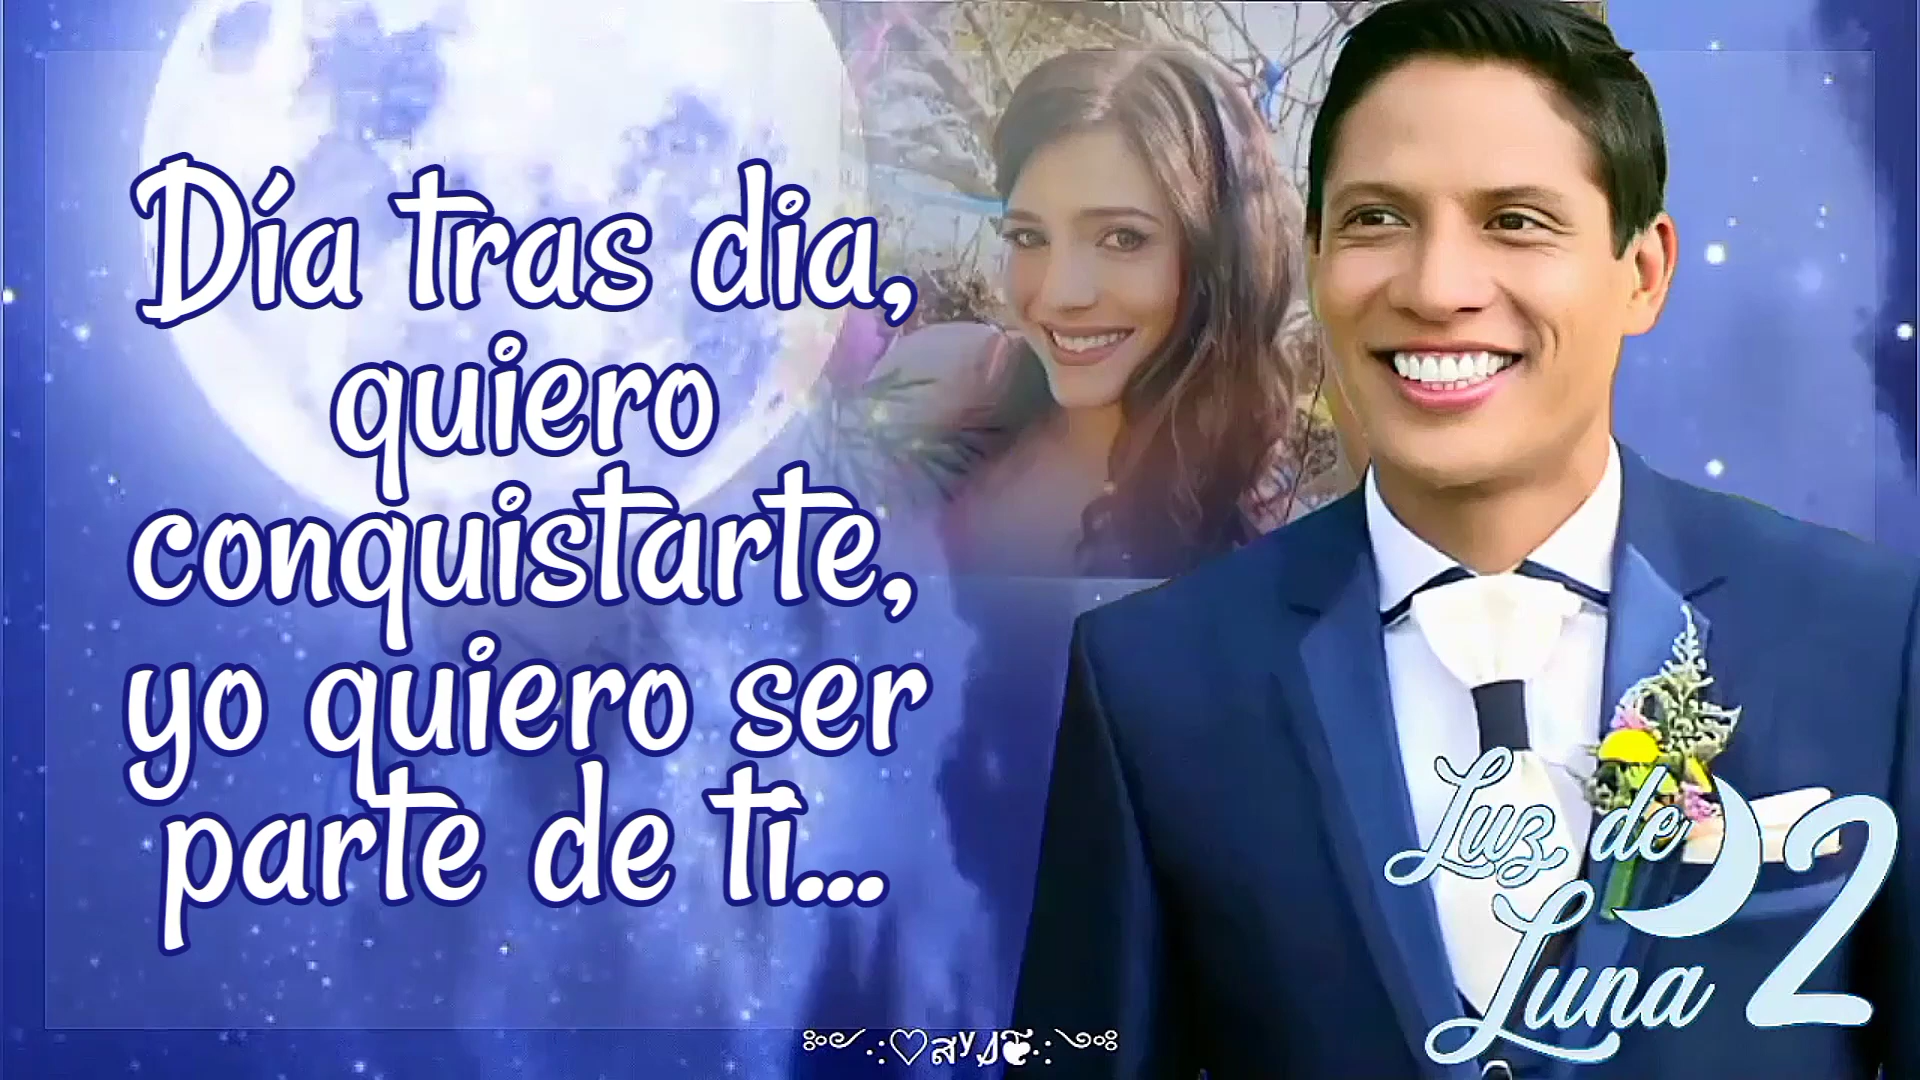 Día tras dia,
quiero
conquistarte,
yo quiero ser
parte de ti...
Luz de
Luna 2